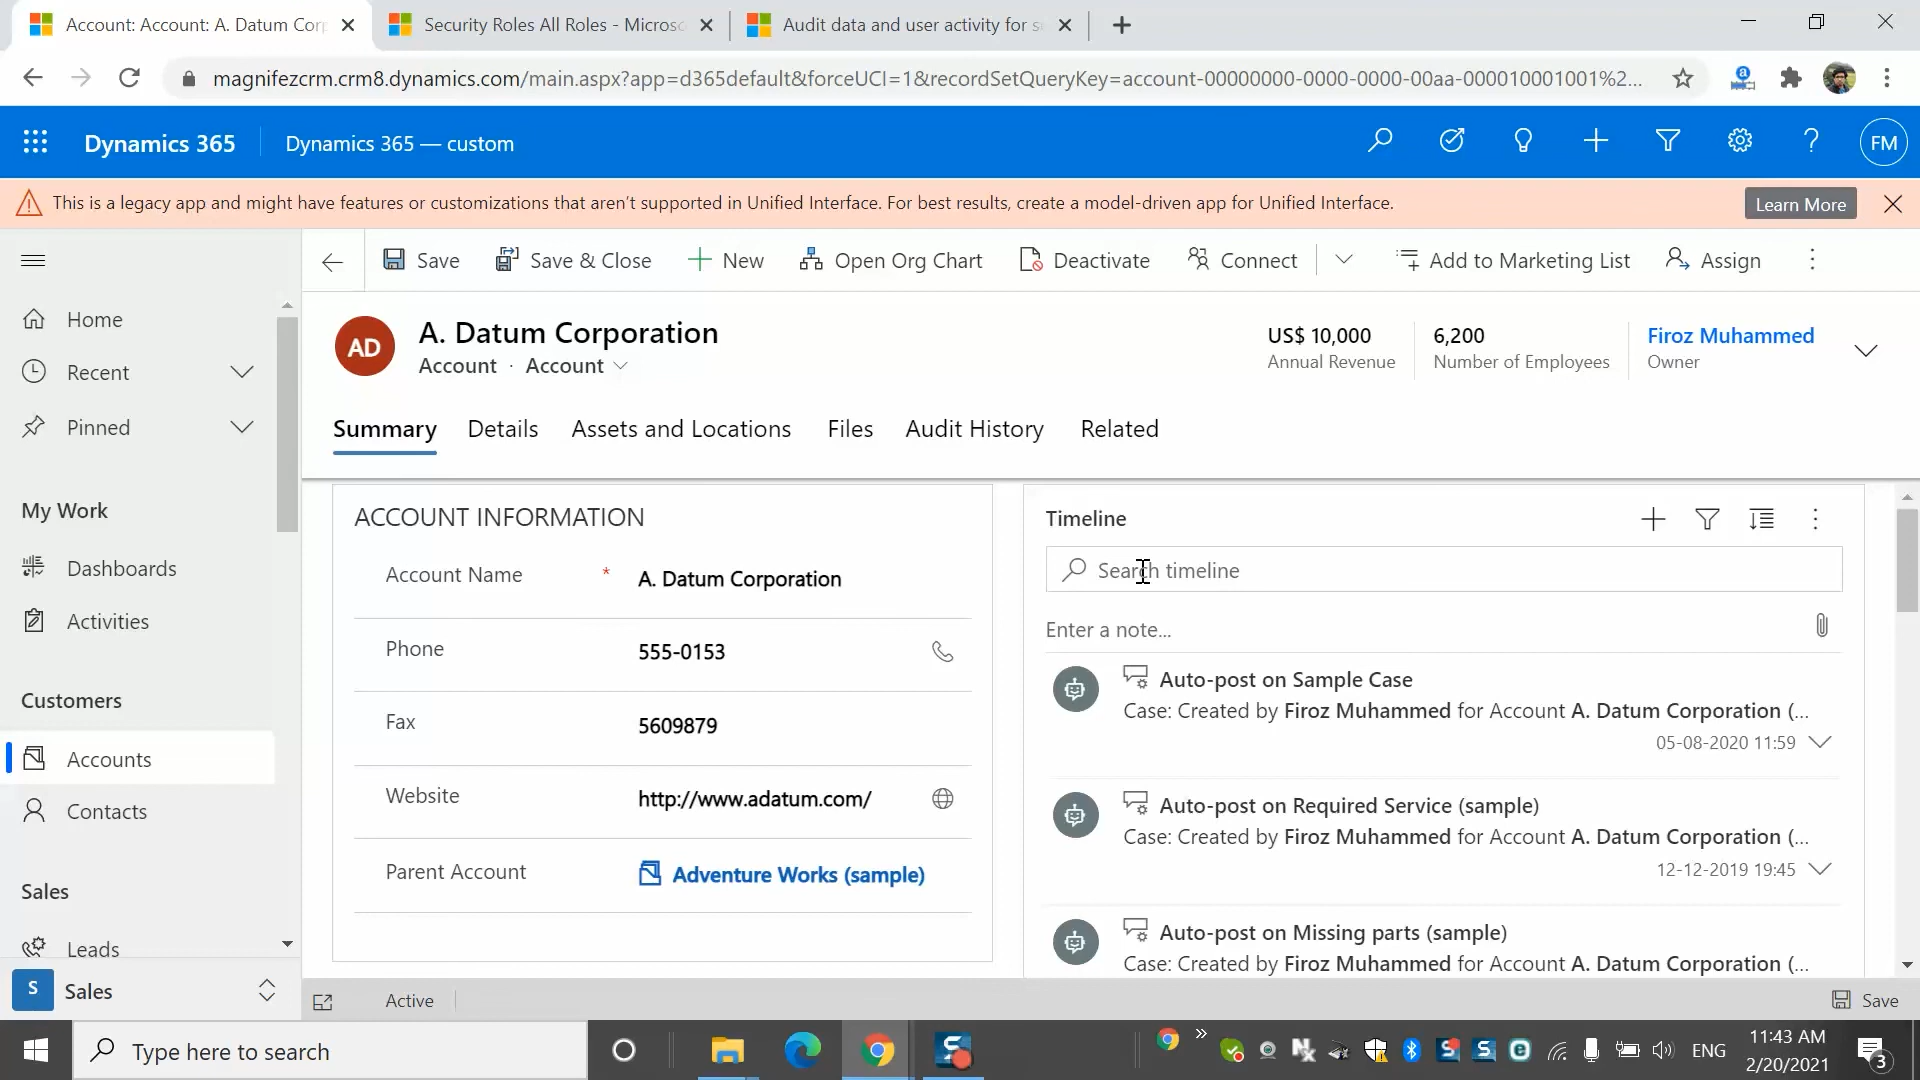 Account: Account: A. Datum Corp
Security Roles All Roles - Microso
Audit data and user activity for s
magnifezcrm.crm8.dynamics.com/main.aspx?app=d365default&forceUCI=1&recordSetQueryKey=account-00000000-0000-0000-00aa-000010001001%2...
Dynamics 365
Dynamics 365 — custom
FM
This is a legacy app and might have features or customizations that aren't supported in Unified Interface. For best results, create a model-driven app for Unified Interface.
Learn More
Save
Save & Close
New
Open Org Chart
Deactivate
Connect
Add to Marketing List
Assign
Home
Recent
Pinned
My Work
Dashboards
Activities
Customers
Accounts
Contacts
Sales
Leads
S
Sales
AD
A. Datum Corporation
Account · Account
US$ 10,000
Annual Revenue
6,200
Number of Employees
Firoz Muhammed
Owner
Summary
Details
Assets and Locations
Files
Audit History
Related
ACCOUNT INFORMATION
Account Name * A. Datum Corporation
Phone 555-0153
Fax 5609879
Website http://www.adatum.com/
Parent Account Adventure Works (sample)
Timeline
Search timeline
Enter a note...
Auto-post on Sample Case
Case: Created by Firoz Muhammed for Account A. Datum Corporation (...
05-08-2020 11:59
Auto-post on Required Service (sample)
Case: Created by Firoz Muhammed for Account A. Datum Corporation (...
12-12-2019 19:45
Auto-post on Missing parts (sample)
Case: Created by Firoz Muhammed for Account A. Datum Corporation (...
Active
Save
Type here to search
ENG
11:43 AM
2/20/2021
3